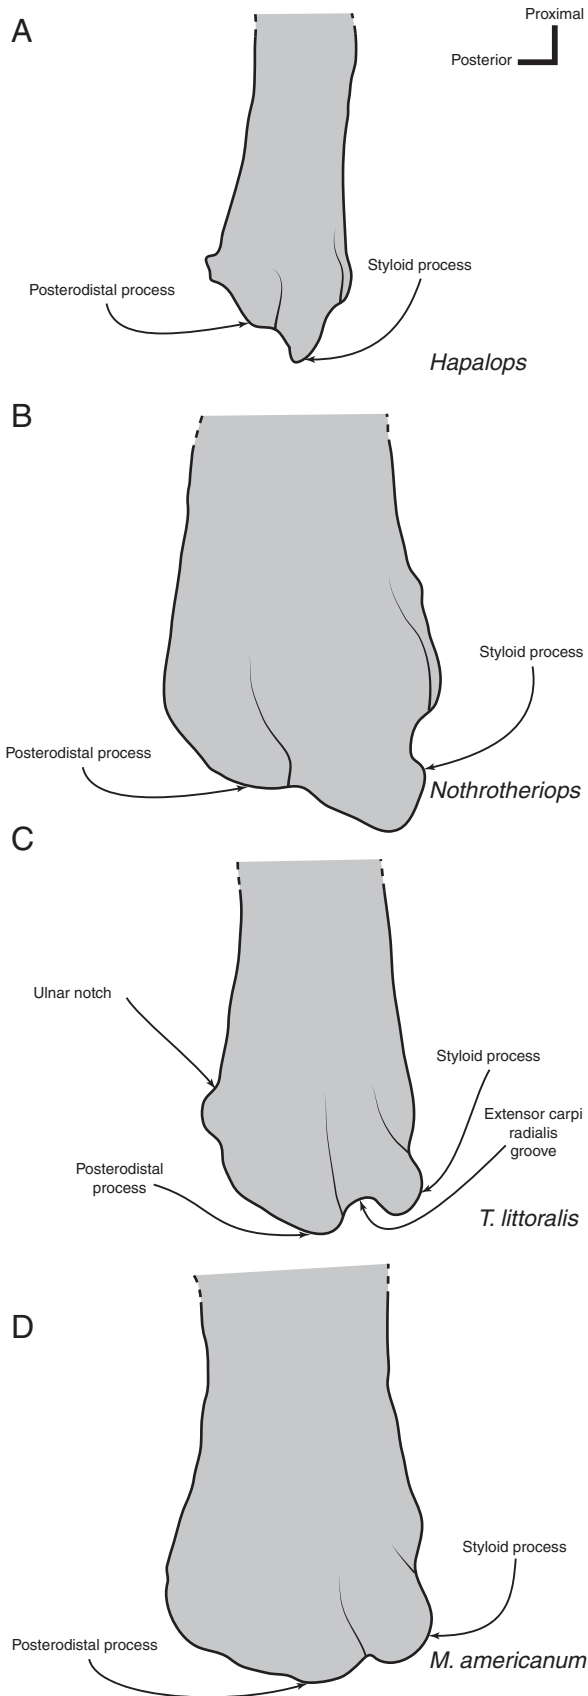 A
Proximal
Posterior
Styloid process
Posterodistal process
Hapalops
B
Styloid process
Posterodistal process
Nothrotheriops
C
Ulnar notch
Styloid process
Extensor carpi
radialis
groove
Posterodistal
process
T. littoralis
D
Styloid process
Posterodistal process
M. americanum